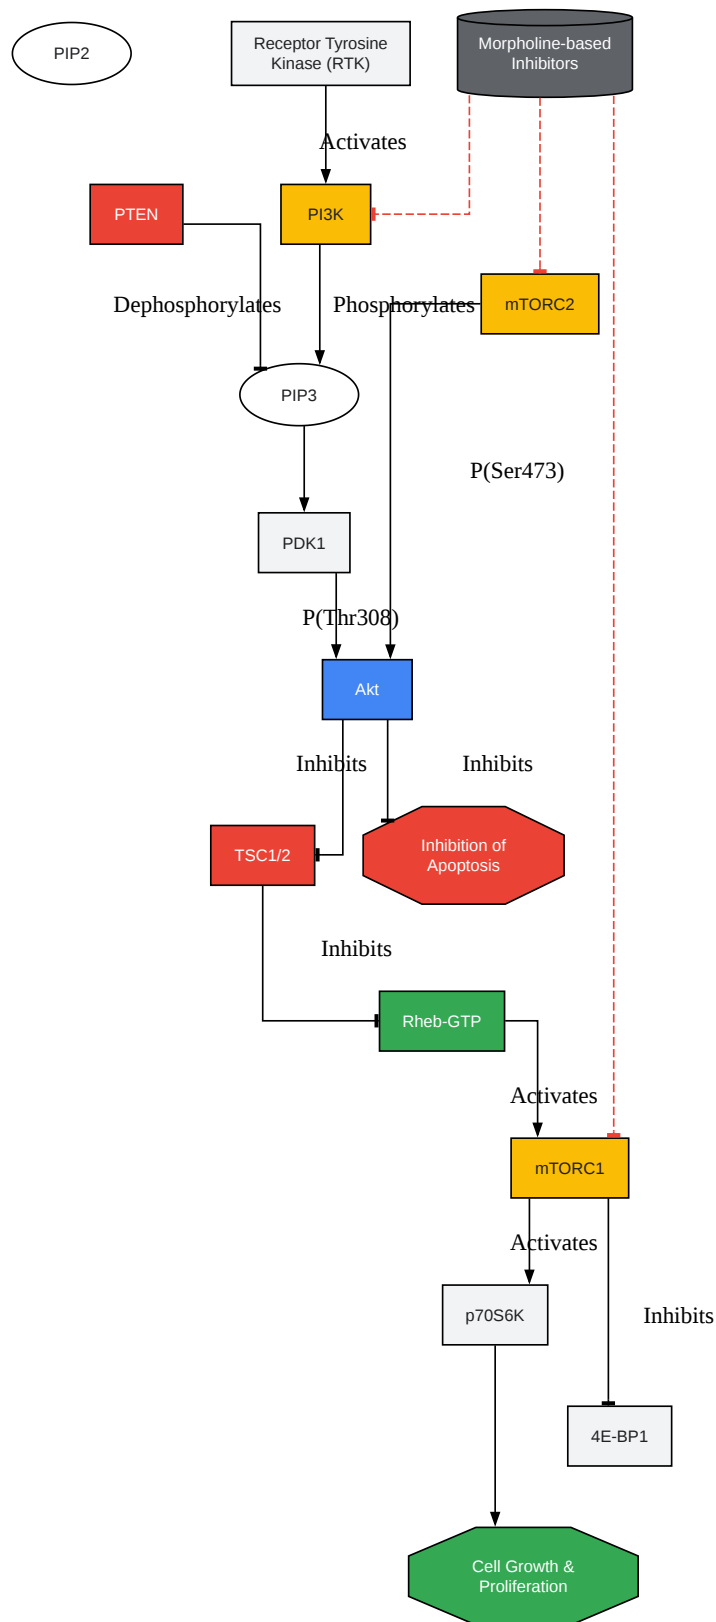 PIP2
Receptor Tyrosine
Kinase (RTK)
Morpholine-based
Inhibitors
Activates
PTEN
PI3K
Dephosphorylates
Phosphorylates
mTORC2
PIP3
P(Ser473)
PDK1
P(Thr308)
Akt
Inhibits
Inhibits
TSC1/2
Inhibition of
Apoptosis
Inhibits
Rheb-GTP
Activates
mTORC1
Activates
p70S6K
Inhibits
4E-BP1
Cell Growth &
Proliferation